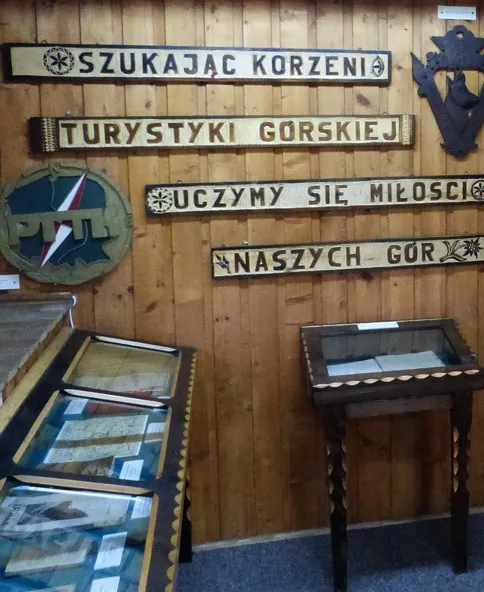 SZUKAJĄC KORZENI
TURYSTYKI GÓRSKIEJ
UCZYMY SIĘ MIŁOŚCI
NASZYCH GÓR
PTTK